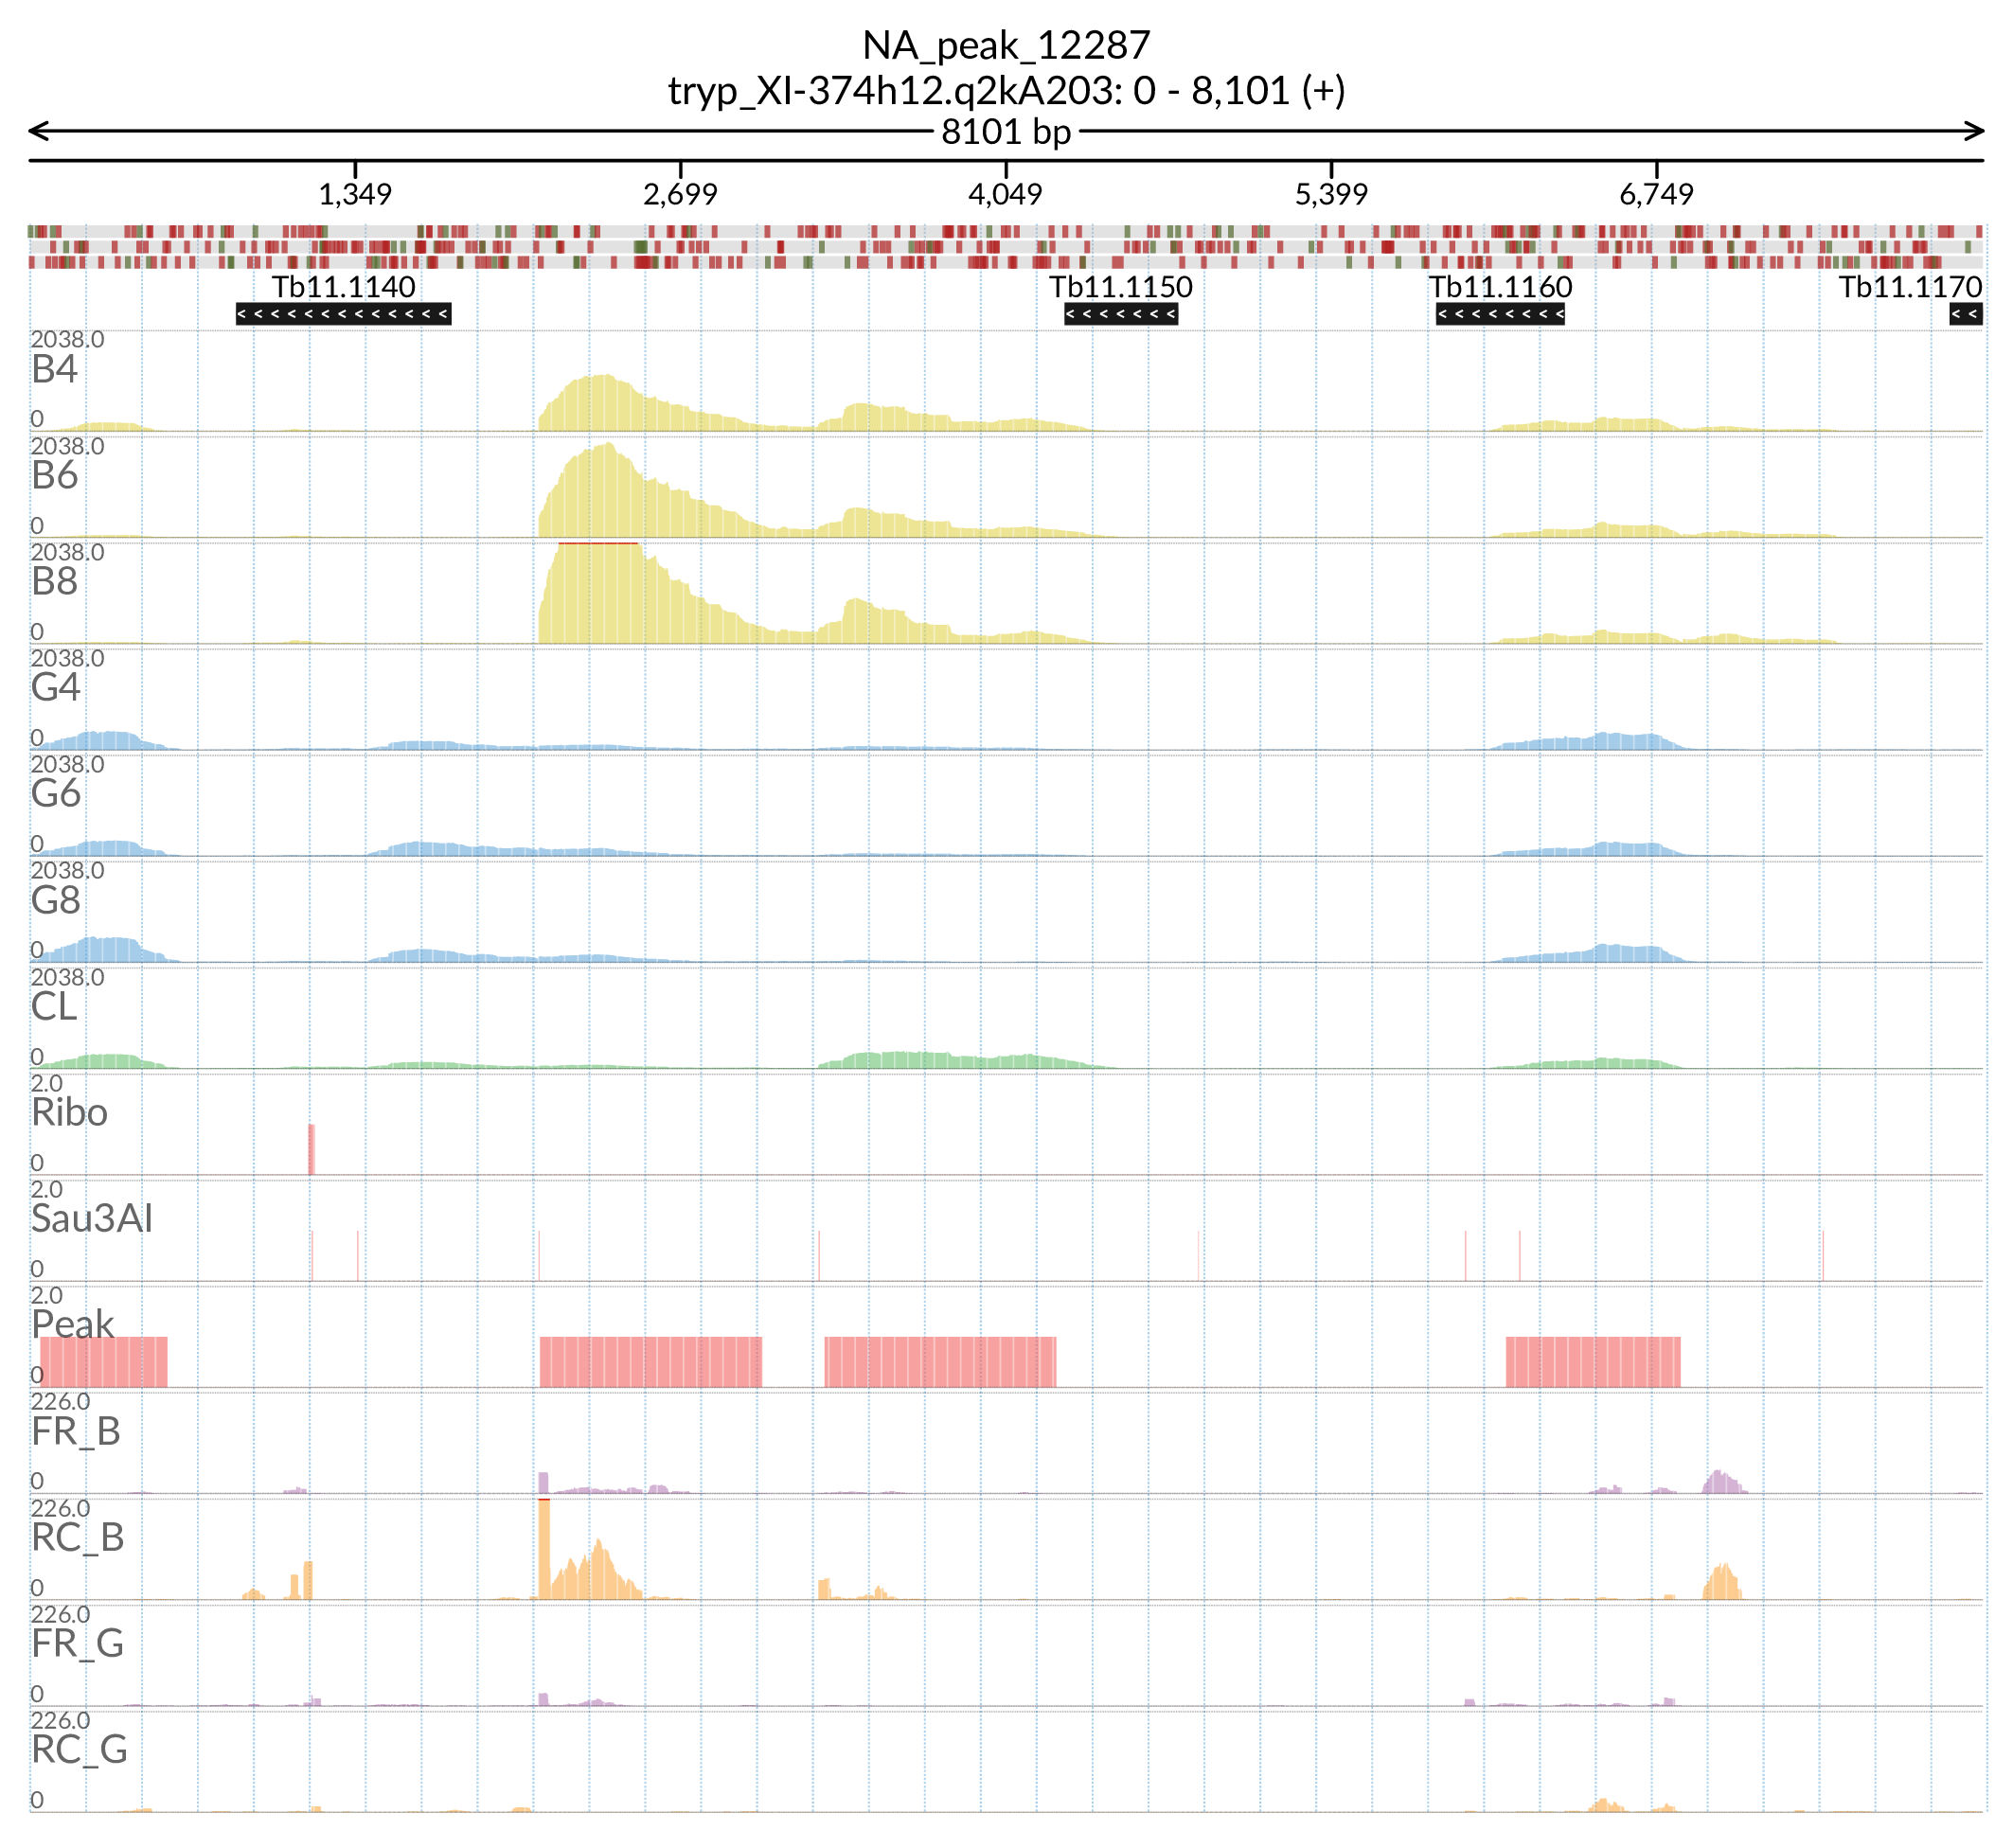 NA_peak_12287
tryp_XI-374h12.q2kA203: 0 - 8,101 (+)
8101 bp
1,349 2,699 4,049 5,399 6,749
Tb11.1140 Tb11.1150 Tb11.1160 Tb11.1170
2038.0
B4
0
2038.0
B6
0
2038.0
B8
0
2038.0
G4
0
2038.0
G6
0
2038.0
G8
0
2038.0
CL
0
2.0
Ribo
0
2.0
Sau3AI
0
2.0
Peak
0
226.0
FR_B
0
226.0
RC_B
0
226.0
FR_G
0
226.0
RC_G
0